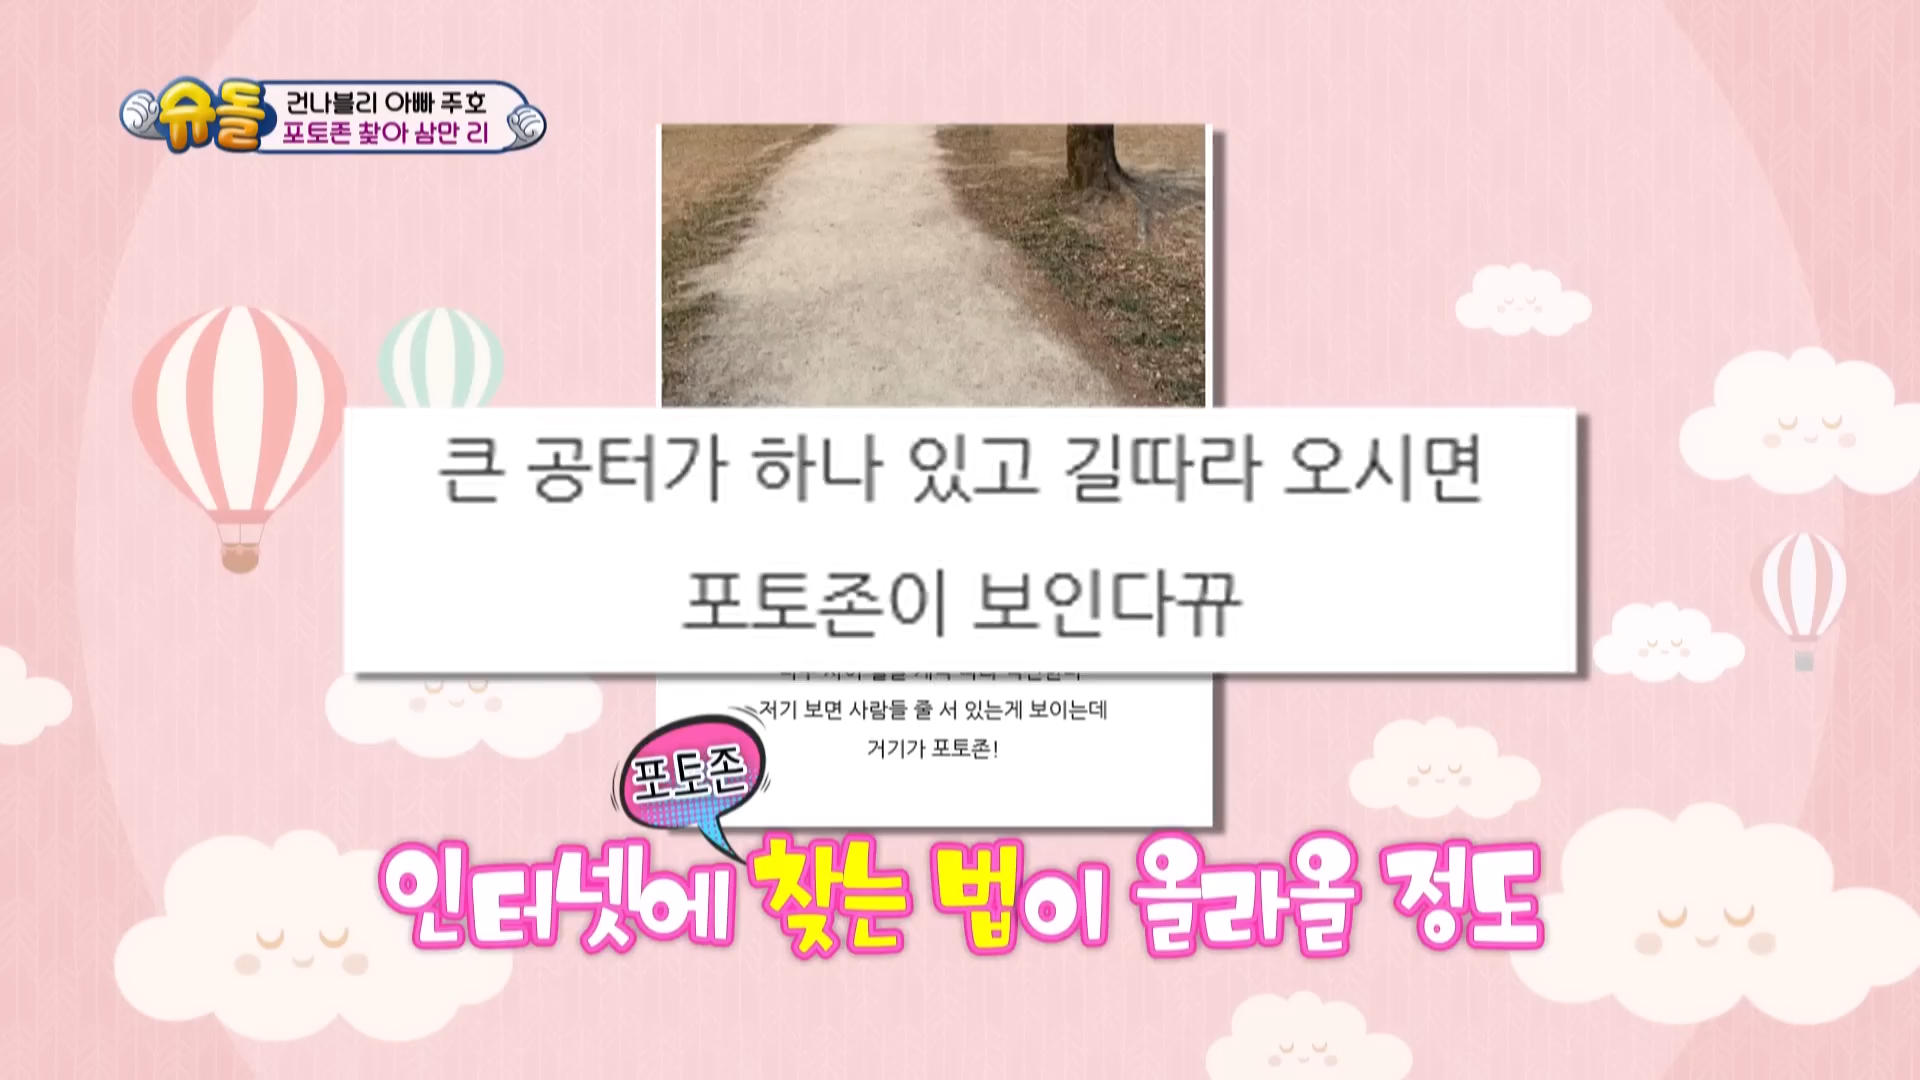 슈돌
건나블리 아빠 주호
포토존 찾아 삼만 리
큰 공터가 하나 있고 길따라 오시면
포토존이 보인다뀨
저기 보면 사람들 줄 서 있는게 보이는데
거기가 포토존!
포토존
인터넷에 찾는 법이 올라올 정도